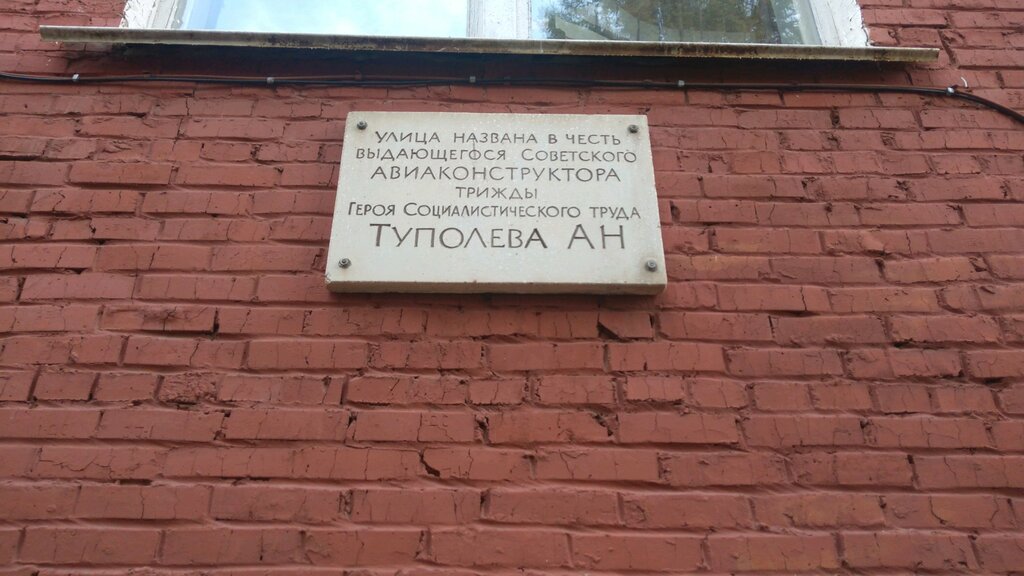 УЛИЦА НАЗВАНА В ЧЕСТЬ
ВЫДАЮЩЕГОСЯ СОВЕТСКОГО
АВИАКОНСТРУКТОРА
ТРИЖДЫ
ГЕРОЯ СОЦИАЛИСТИЧЕСКОГО ТРУДА
ТУПОЛЕВА АН